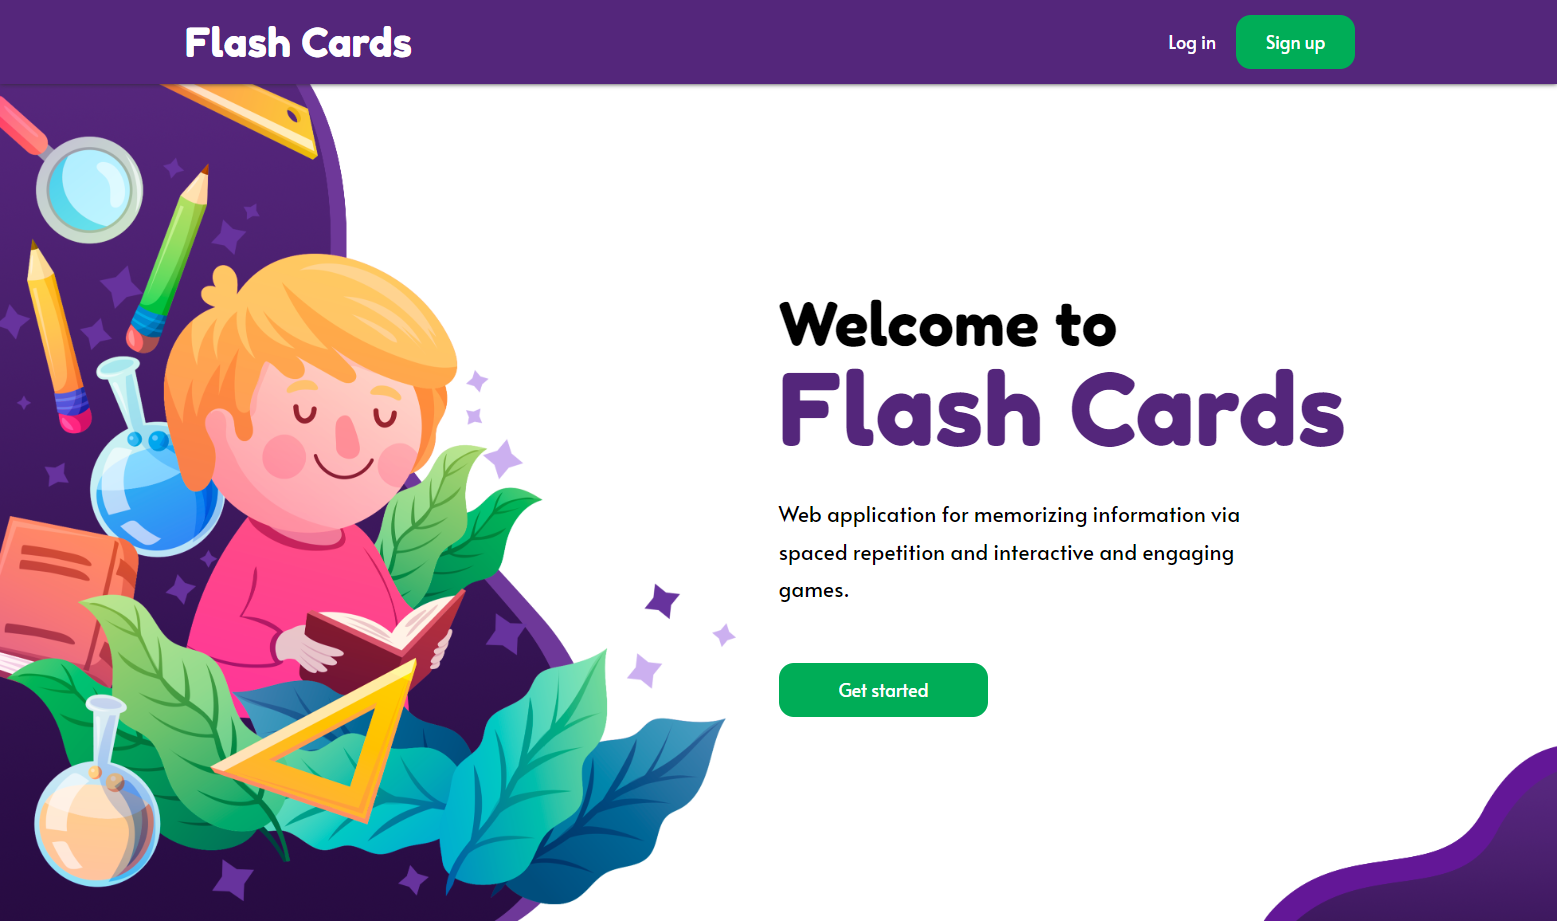 Flash Cards
Log in
Sign up
Welcome to
Flash Cards
Web application for memorizing information via
spaced repetition and interactive and engaging
games.
Get started